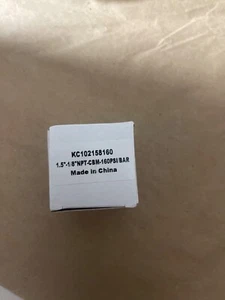 KC102158160
1.5"-1/8"NPT-CBM-160PSI/BAR
Made in China